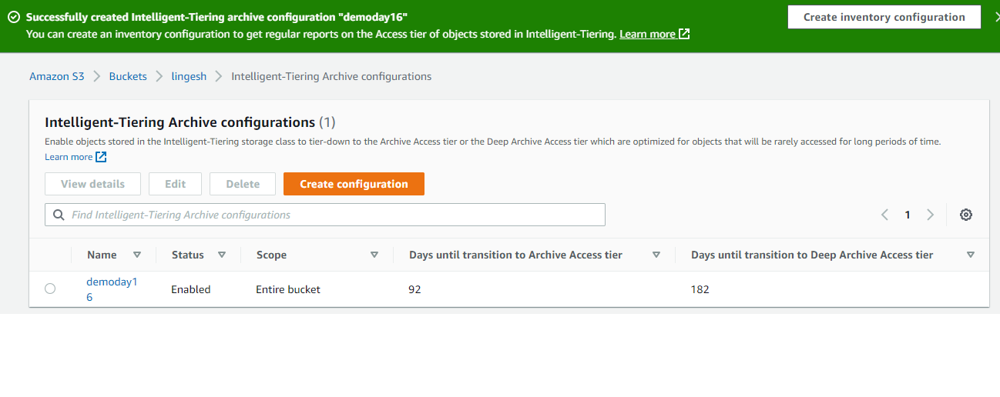 Successfully created Intelligent-Tiering archive configuration "demoday16"
You can create an inventory configuration to get regular reports on the Access tier of objects stored in Intelligent-Tiering. Learn more
Create inventory configuration
Amazon S3 > Buckets > lingesh > Intelligent-Tiering Archive configurations
Intelligent-Tiering Archive configurations (1)
Enable objects stored in the Intelligent-Tiering storage class to tier-down to the Archive Access tier or the Deep Archive Access tier which are optimized for objects that will be rarely accessed for long periods of time.
Learn more
View details Edit Delete Create configuration
Find Intelligent-Tiering Archive configurations
1
Name Status Scope Days until transition to Archive Access tier Days until transition to Deep Archive Access tier
demoday1
6
Enabled Entire bucket 92 182